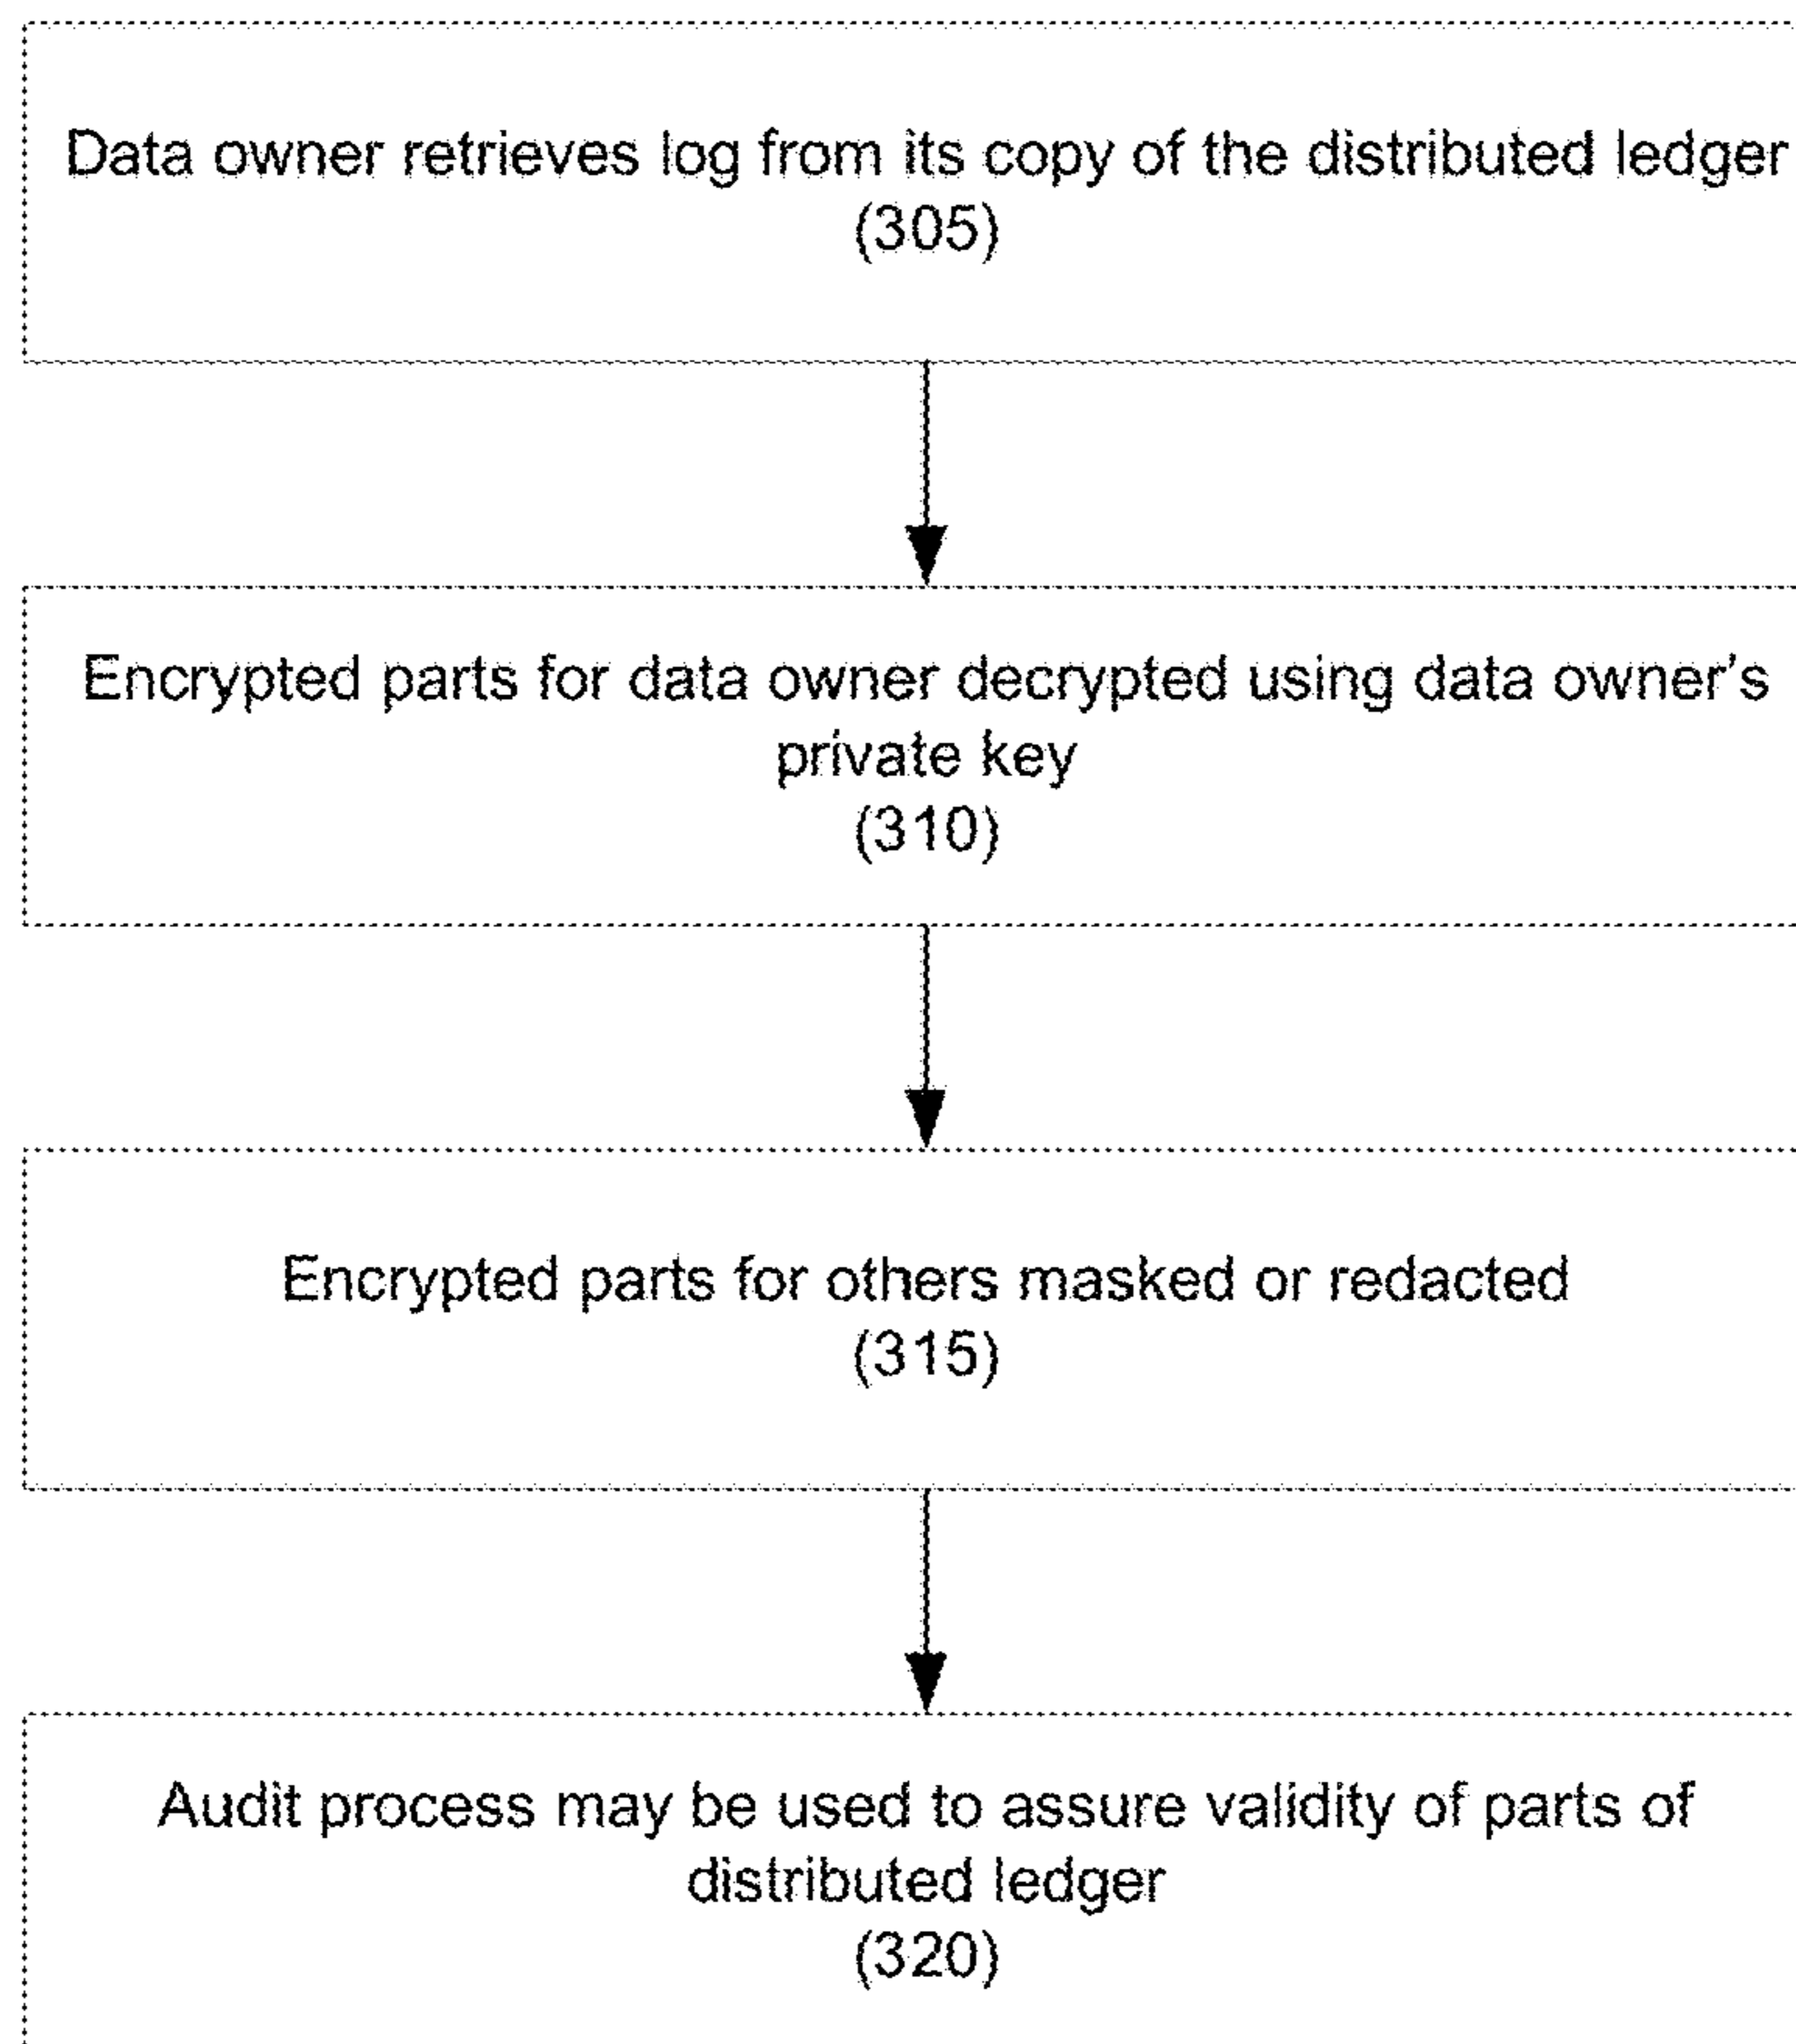 Data owner retrieves log from its copy of the distributed ledger
(305)
Encrypted parts for data owner decrypted using data owner's
private key
(310)
Encrypted parts for others masked or redacted
(315)
Audit process may be used to assure validity of parts of
distributed ledger
(320)